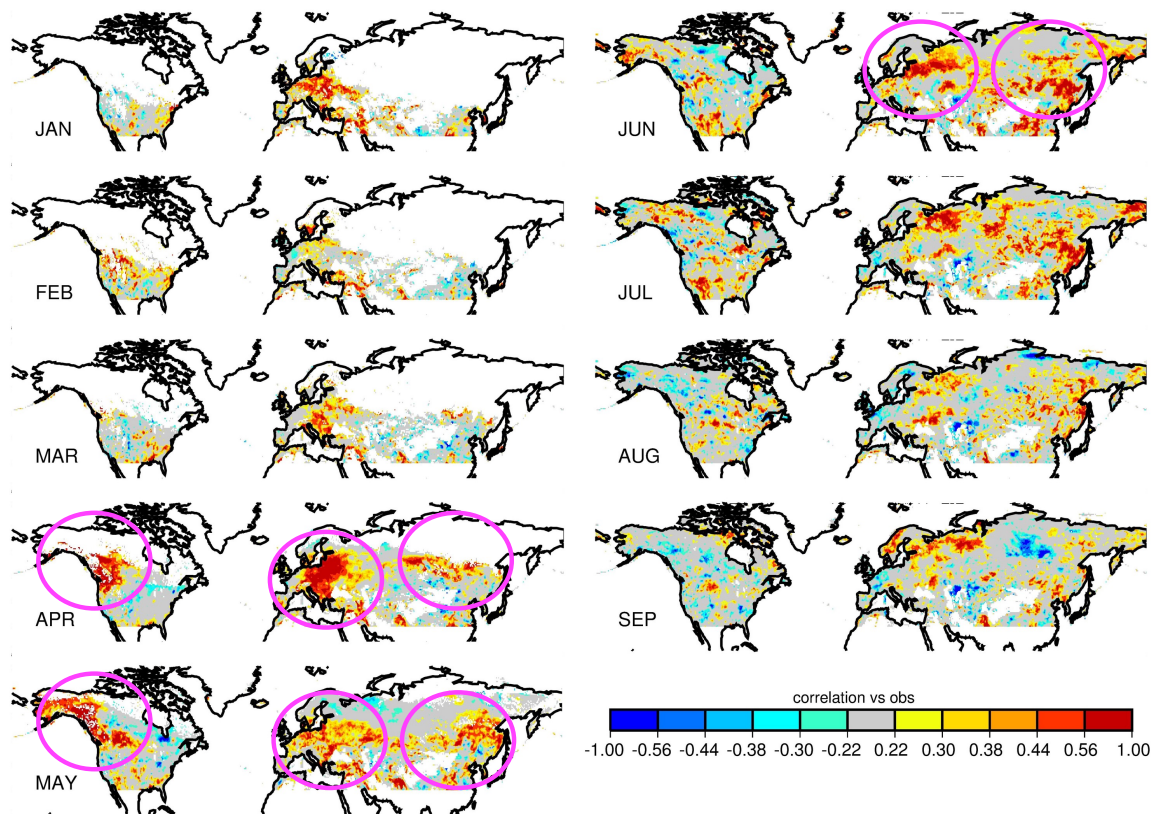 JAN
FEB
MAR
APR
MAY
JUN
JUL
AUG
SEP
correlation vs obs
-1.00 -0.56 -0.44 -0.38 -0.30 -0.22 0.22 0.30 0.38 0.44 0.56 1.00